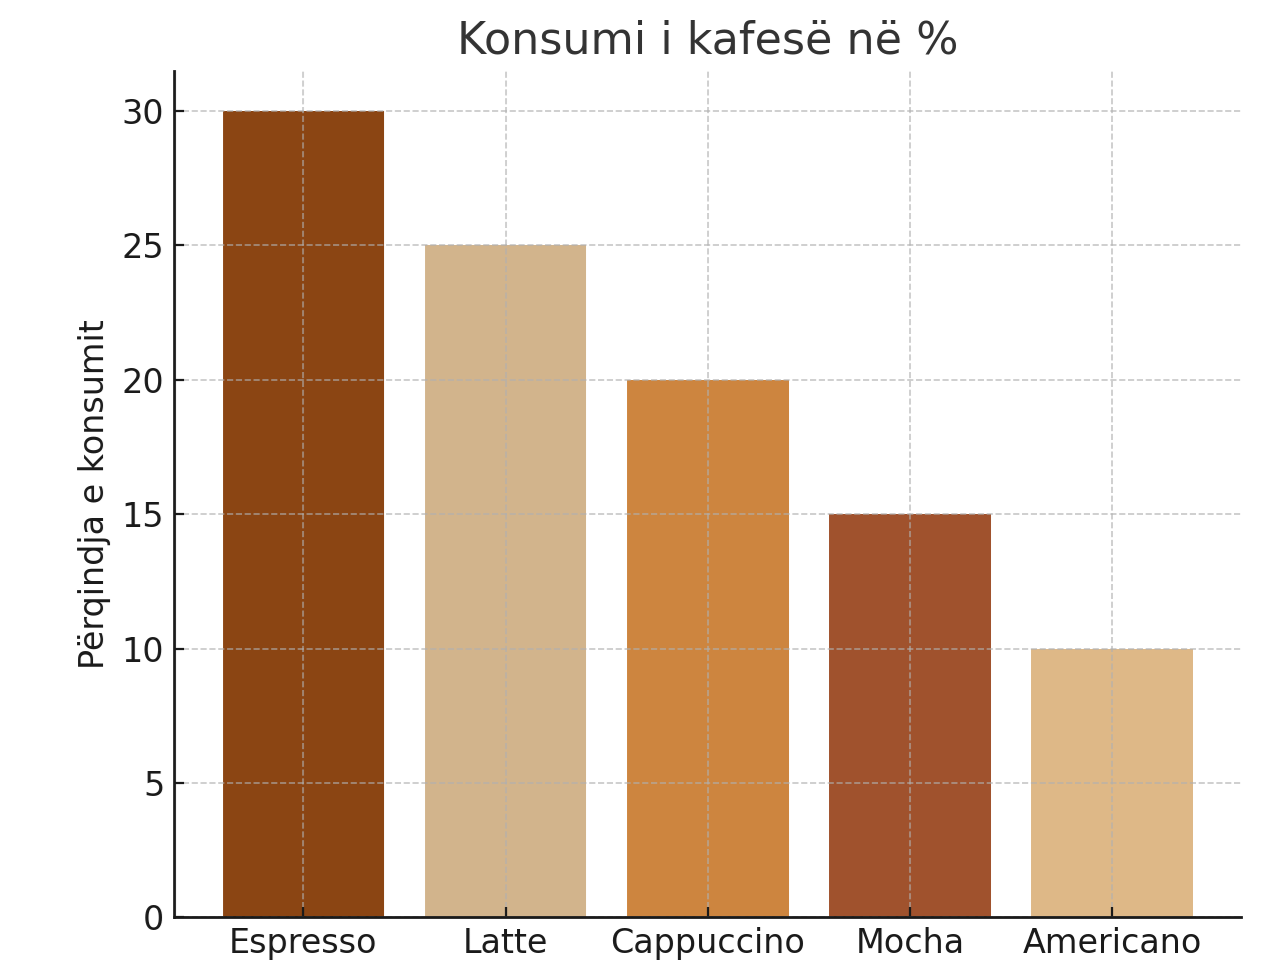 Konsumi i kafesë në %
Përqindja e konsumit
30
25
20
15
10
5
0
Espresso Latte Cappuccino Mocha Americano